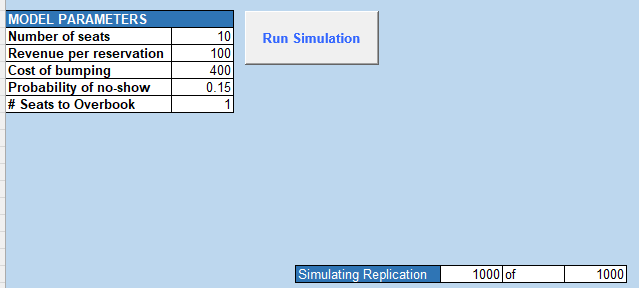 MODEL PARAMETERS
Number of seats 10
Revenue per reservation 100
Cost of bumping 400
Probability of no-show 0.15
# Seats to Overbook 1
Run Simulation
Simulating Replication 1000 of 1000